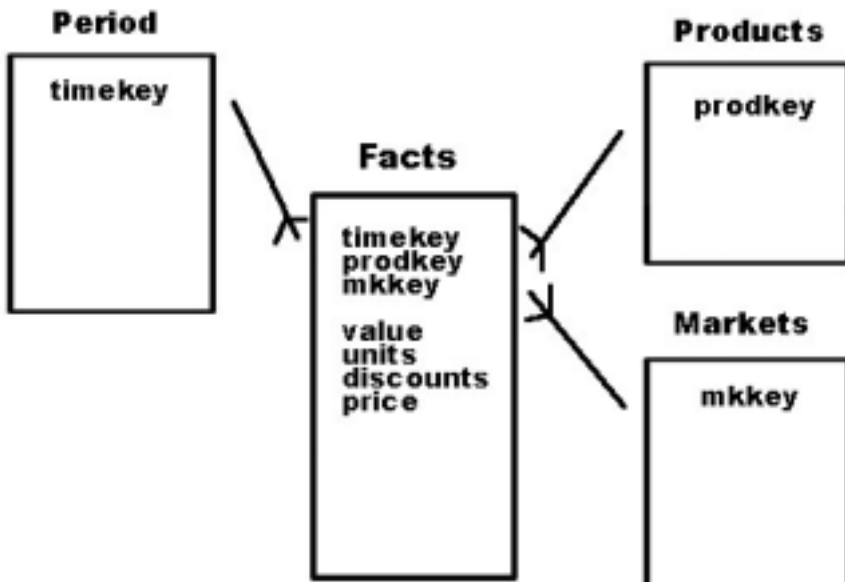 Period
timekey
Products
prodkey
Facts
timekey
prodkey
mkkey
value
units
discounts
price
Markets
mkkey